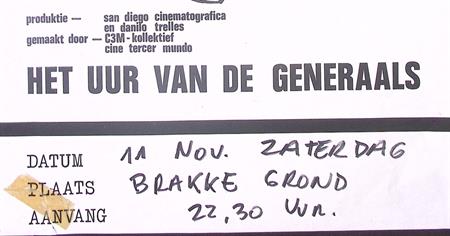 produktie — san diego cinematografica
en danilo trelles
gemaakt door — C3M-kollektief
cine tercer mundo
HET UUR VAN DE GENERAALS
DATUM 11 NOV. ZATERDAG
PLAATS BRAKKE GROND
AANVANG 22,30 UUR.